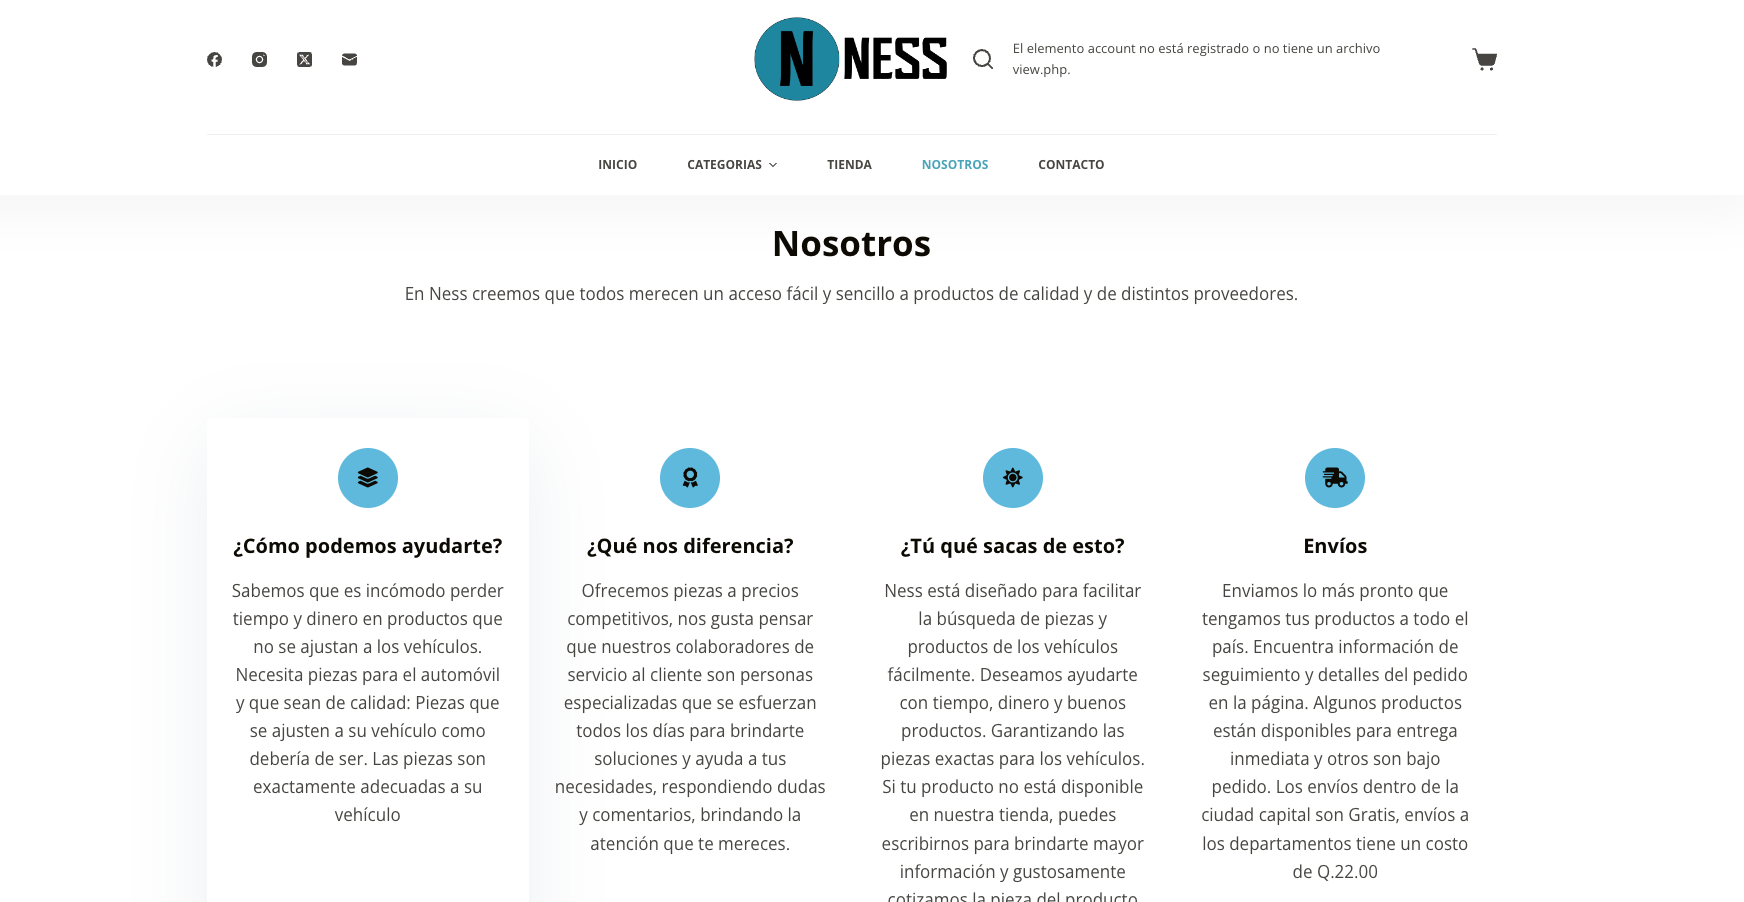 N NESS
El elemento account no está registrado o no tiene un archivo
view.php.
INICIO
CATEGORIAS
TIENDA
NOSOTROS
CONTACTO
Nosotros
En Ness creemos que todos merecen un acceso fácil y sencillo a productos de calidad y de distintos proveedores.
¿Cómo podemos ayudarte?
Sabemos que es incómodo perder
tiempo y dinero en productos que
no se ajustan a los vehículos.
Necesita piezas para el automóvil
y que sean de calidad: Piezas que
se ajusten a su vehículo como
debería de ser. Las piezas son
exactamente adecuadas a su
vehículo
¿Qué nos diferencia?
Ofrecemos piezas a precios
competitivos, nos gusta pensar
que nuestros colaboradores de
servicio al cliente son personas
especializadas que se esfuerzan
todos los días para brindarte
soluciones y ayuda a tus
necesidades, respondiendo dudas
y comentarios, brindando la
atención que te mereces.
¿Tú qué sacas de esto?
Ness está diseñado para facilitar
la búsqueda de piezas y
productos de los vehículos
fácilmente. Deseamos ayudarte
con tiempo, dinero y buenos
productos. Garantizando las
piezas exactas para los vehículos.
Si tu producto no está disponible
en nuestra tienda, puedes
escribirnos para brindarte mayor
información y gustosamente
cotizamos la pieza del producto
Envíos
Enviamos lo más pronto que
tengamos tus productos a todo el
país. Encuentra información de
seguimiento y detalles del pedido
en la página. Algunos productos
están disponibles para entrega
inmediata y otros son bajo
pedido. Los envíos dentro de la
ciudad capital son Gratis, envíos a
los departamentos tiene un costo
de Q.22.00